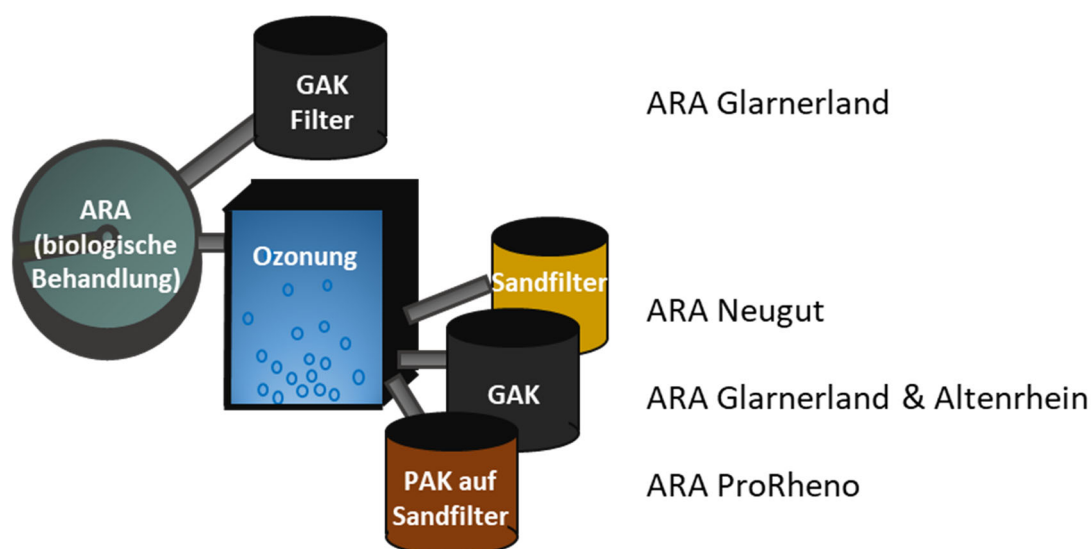 GAK
Filter
ARA Glarnerland
ARA
(biologische
Behandlung)
Ozonung
Sandfilter
ARA Neugut
GAK
ARA Glarnerland & Altenrhein
PAK auf
Sandfilter
ARA ProRheno